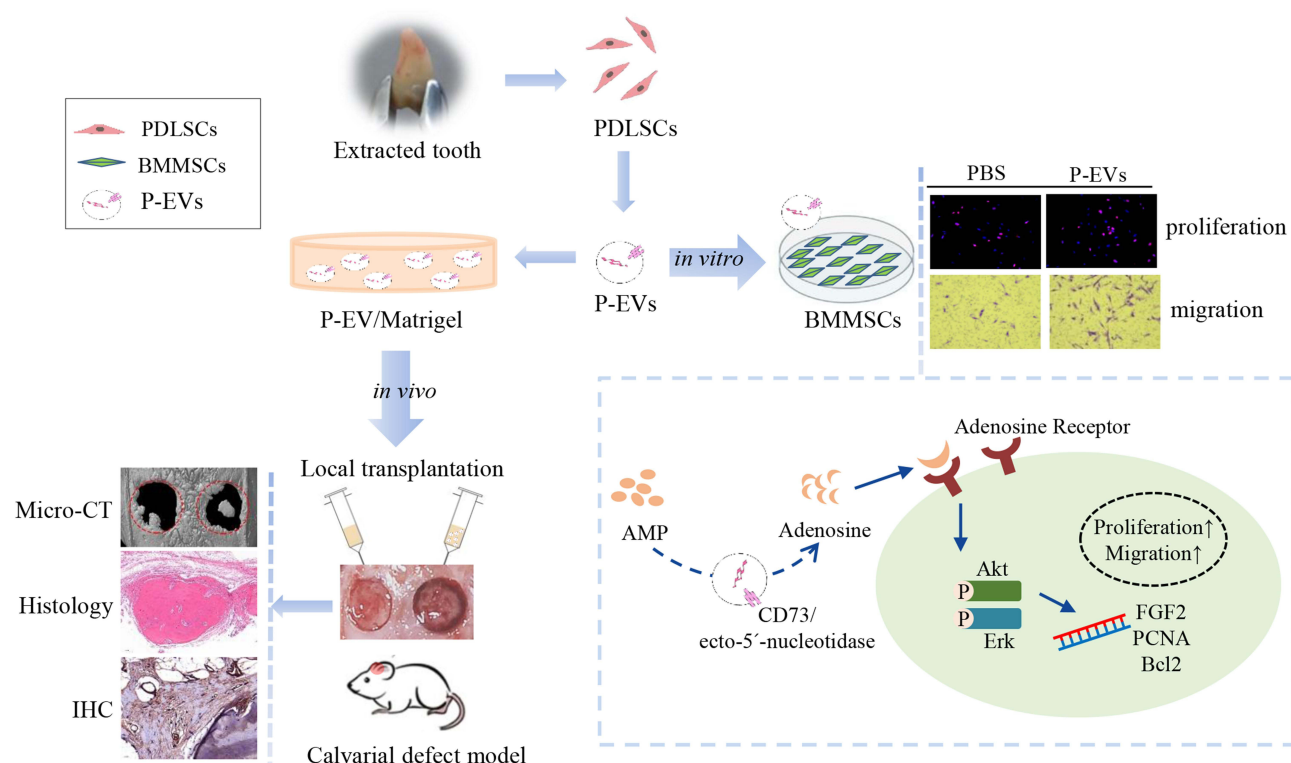 Extracted tooth
PDLSCs
PDLSCs
BMMSCs
P-EVs
P-EV/Matrigel
P-EVs
in vitro
BMMSCs
PBS
P-EVs
proliferation
migration
in vivo
Local transplantation
Micro-CT
Histology
IHC
Calvarial defect model
AMP
Adenosine
Adenosine Receptor
CD73/
ecto-5´-nucleotidase
P
Akt
P
Erk
Proliferation↑
Migration↑
FGF2
PCNA
Bcl2